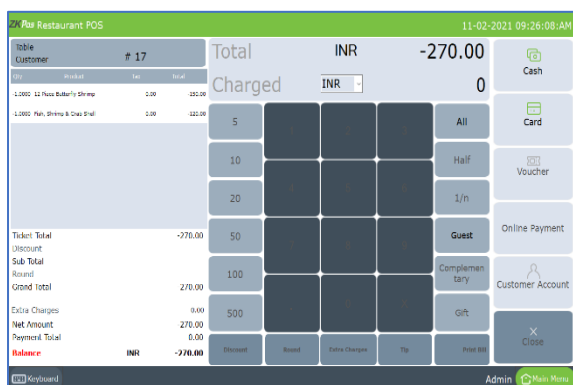 ZKPos Restaurant POS
11-02-2021 09:26:08 AM
Table
Customer
# 17
Qty Product Tax Total
-1.0000 12 Piece Butterfly Shrimp 0.00 -150.00
-1.0000 Fish, Shrimp & Crab Shell 0.00 -120.00
Ticket Total -270.00
Discount
Sub Total
Round
Grand Total 270.00
Extra Charges 0.00
Net Amount 270.00
Payment Total 0.00
Balance INR -270.00
Total INR -270.00
Charged INR 0
5
10
20
50
100
500
All
Half
1/n
Guest
Complemen
tary
Gift
Discount Round Extra Charges Tip Print Bill
Cash
Card
Voucher
Online Payment
Customer Account
Close
Keyboard
Admin
Main Menu